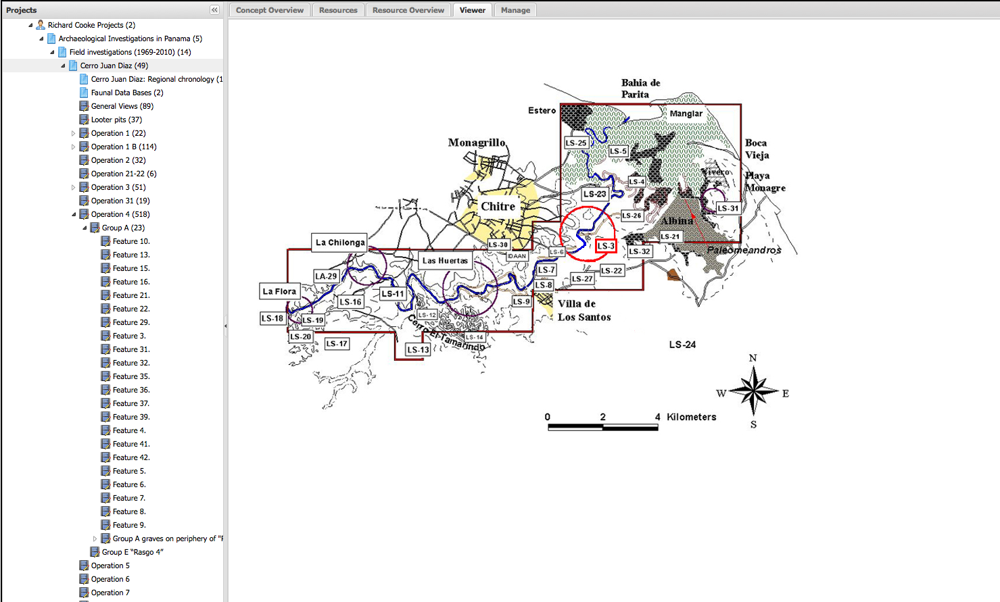 Projects
Richard Cooke Projects (2)
Archaeological Investigations in Panama (5)
Field investigations (1969-2010) (14)
Cerro Juan Diaz (49)
Cerro Juan Diaz: Regional chronology (1
Faunal Data Bases (2)
General Views (89)
Looter pits (37)
Operation 1 (22)
Operation 1 B (114)
Operation 2 (32)
Operation 21-22 (6)
Operation 3 (51)
Operation 31 (19)
Operation 4 (518)
Group A (23)
Feature 10.
Feature 13.
Feature 15.
Feature 16.
Feature 21.
Feature 22.
Feature 29.
Feature 3.
Feature 31.
Feature 32.
Feature 35.
Feature 36.
Feature 37.
Feature 39.
Feature 4.
Feature 41.
Feature 42.
Feature 5.
Feature 6.
Feature 7.
Feature 8.
Feature 9.
Group A graves on periphery of "F
Group E "Rasgo 4"
Operation 5
Operation 6
Operation 7
Concept Overview
Resources
Resource Overview
Viewer
Manage
Bahia de
Parita
Estero
Manglar
Monagrillo
LS-25
LS-5
Boca
Vieja
Vivero
Playa
Monagre
LS-4
LS-23
Chitre
LS-31
LS-26
Albina
LS-21
La Chilonga
LS-30
LS-3
LS-6
IDAAN
LS-32
Paleomeandros
Las Huertas
LS-7
LS-22
LA-29
LS-27
LS-8
La Flora
LS-11
LS-16
LS-9
Villa de
Los Santos
LS-18
LS-19
LS-12
Cerro El Tamarindo
LS-20
LS-14
LS-17
LS-13
LS-24
N
W
E
S
0
2
4
Kilometers